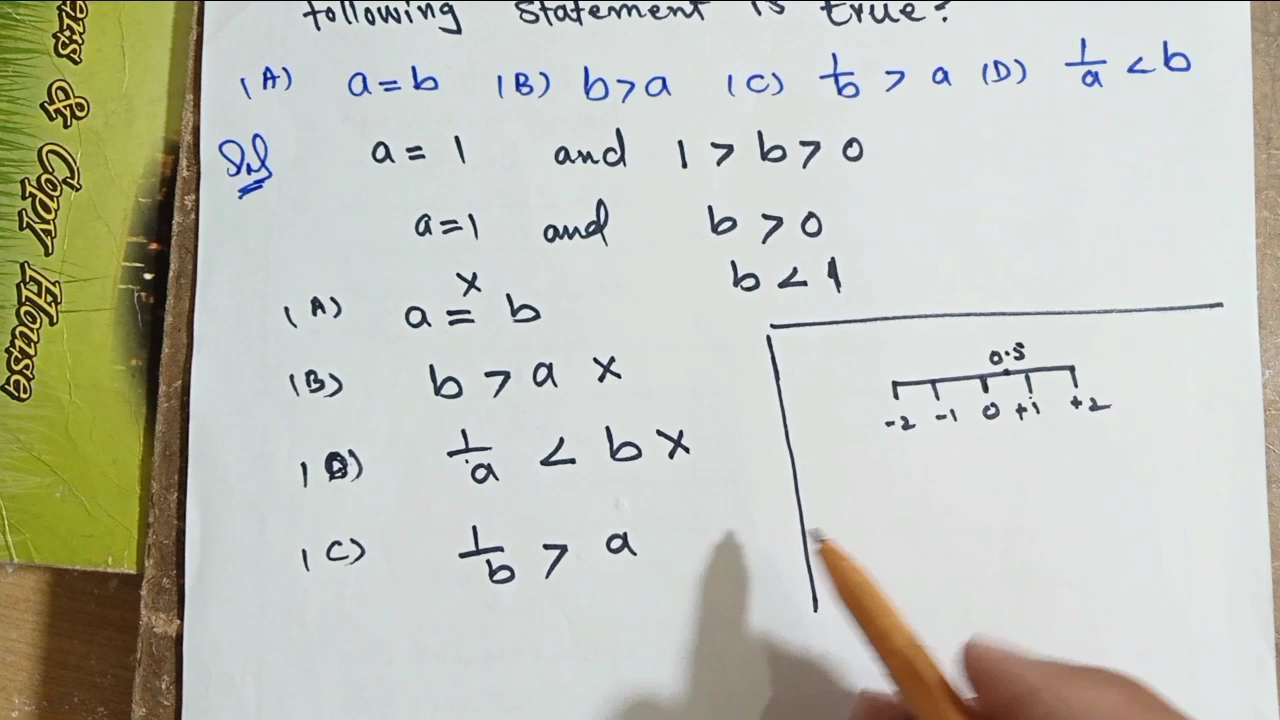 following statement is true?
(A) a = b (B) b > a (C) 1/b > a (D) 1/a < b
Sol a = 1 and 1 > b > 0
a = 1 and b > 0
b < 1
(A) a = b ×
(B) b > a ×
(D) 1/a < b ×
(C) 1/b > a
0.5
-2 -1 0 +1 +2
& Copy House